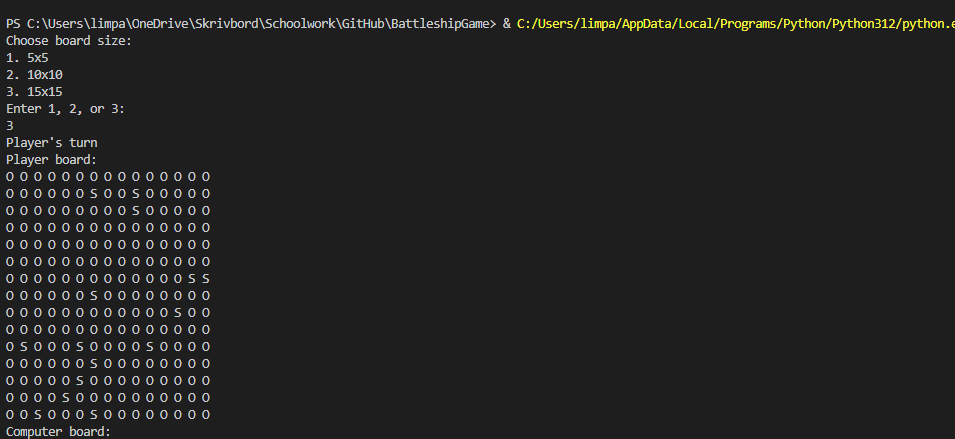 PS C:\Users\limpa\OneDrive\Skrivbord\Schoolwork\GitHub\BattleshipGame> & C:/Users/limpa/AppData/Local/Programs/Python/Python312/python.e
Choose board size:
1. 5x5
2. 10x10
3. 15x15
Enter 1, 2, or 3:
3
Player's turn
Player board:
O O O O O O O O O O O O O O O
O O O O O O S O O S O O O O O
O O O O O O O O O S O O O O O
O O O O O O O O O O O O O O O
O O O O O O O O O O O O O O O
O O O O O O O O O O O O O O O
O O O O O O O O O O O O O S S
O O O O O O S O O O O O O O O
O O O O O O O O O O O O S O O
O O O O O O O O O O O O O O O
O S O O O S O O O O S O O O O
O O O O O O S O O O O O O O O
O O O O O S O O O O O O O O O
O O O O S O O O O O O O O O O
O O S O O O S O O O O O O O O
Computer board: